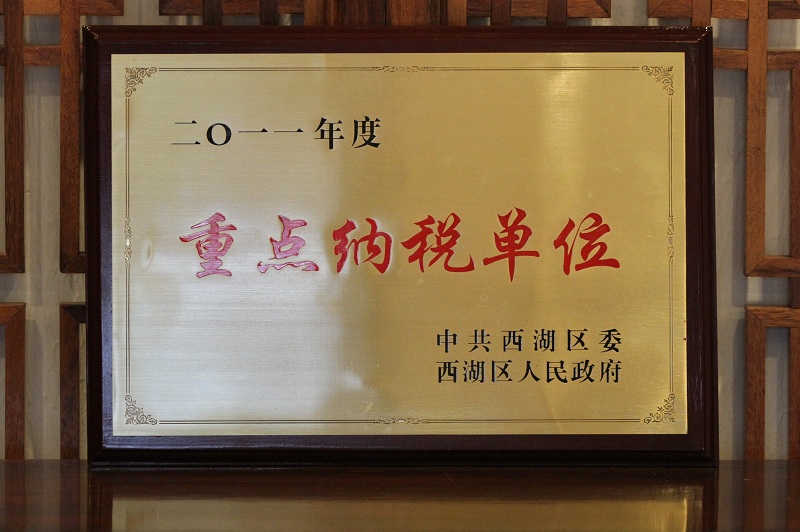 二〇一一年度
重点纳税单位
中共西湖区委
西湖区人民政府